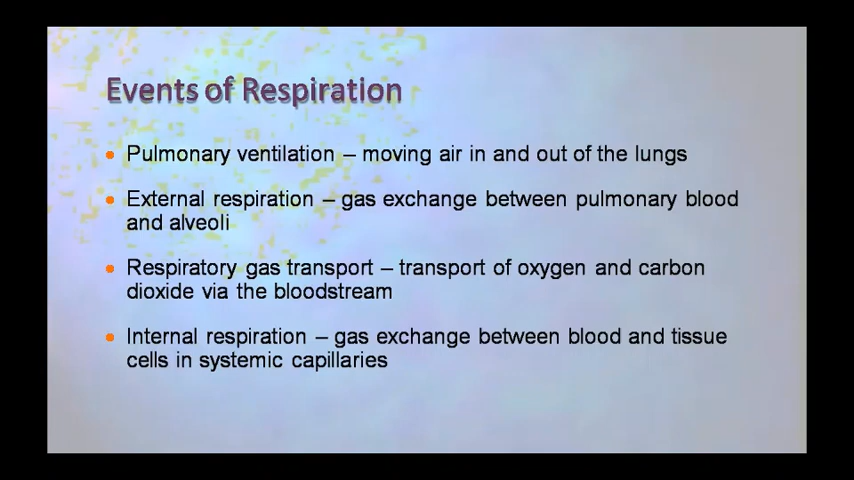 Events of Respiration
• Pulmonary ventilation – moving air in and out of the lungs
• External respiration – gas exchange between pulmonary blood
and alveoli
• Respiratory gas transport – transport of oxygen and carbon
dioxide via the bloodstream
• Internal respiration – gas exchange between blood and tissue
cells in systemic capillaries